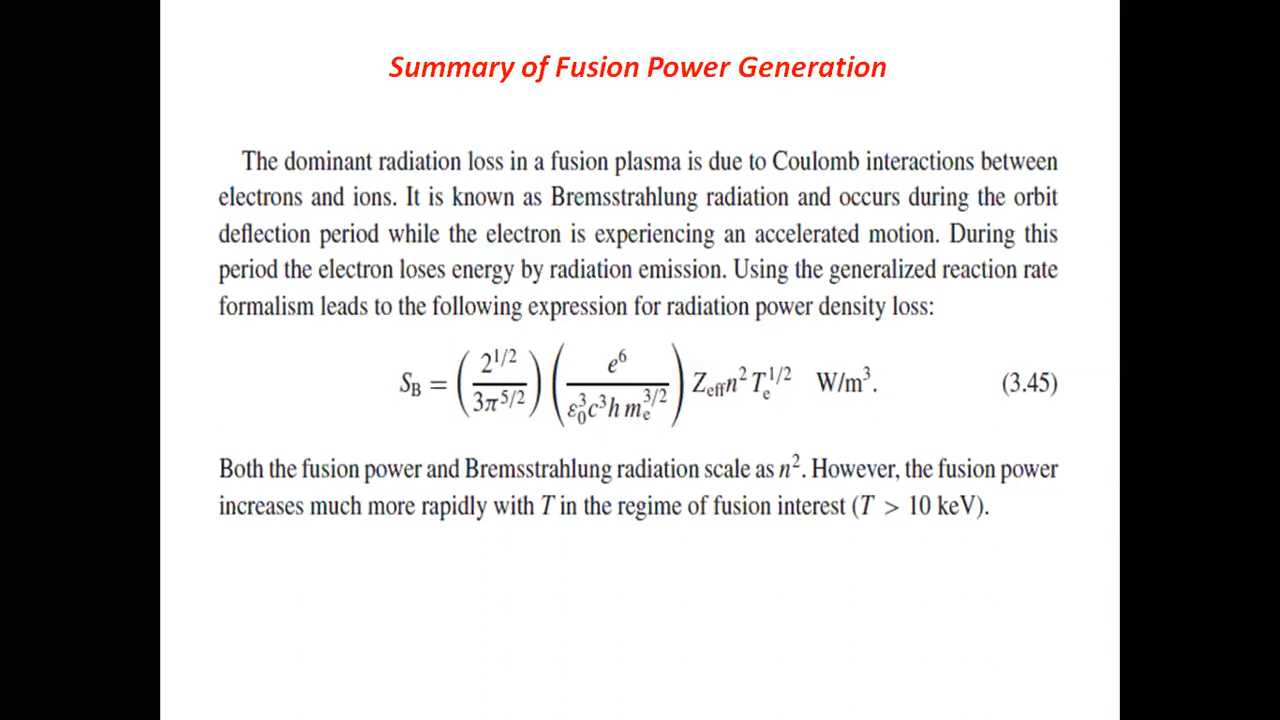 Summary of Fusion Power Generation
The dominant radiation loss in a fusion plasma is due to Coulomb interactions between
electrons and ions. It is known as Bremsstrahlung radiation and occurs during the orbit
deflection period while the electron is experiencing an accelerated motion. During this
period the electron loses energy by radiation emission. Using the generalized reaction rate
formalism leads to the following expression for radiation power density loss:
S_B = (2^{1/2} / 3π^{5/2}) (e^6 / ε_0^3 c^3 h m_e^{3/2}) Z_eff n^2 T_e^{1/2} W/m^3. (3.45)
Both the fusion power and Bremsstrahlung radiation scale as n^2. However, the fusion power
increases much more rapidly with T in the regime of fusion interest (T > 10 keV).